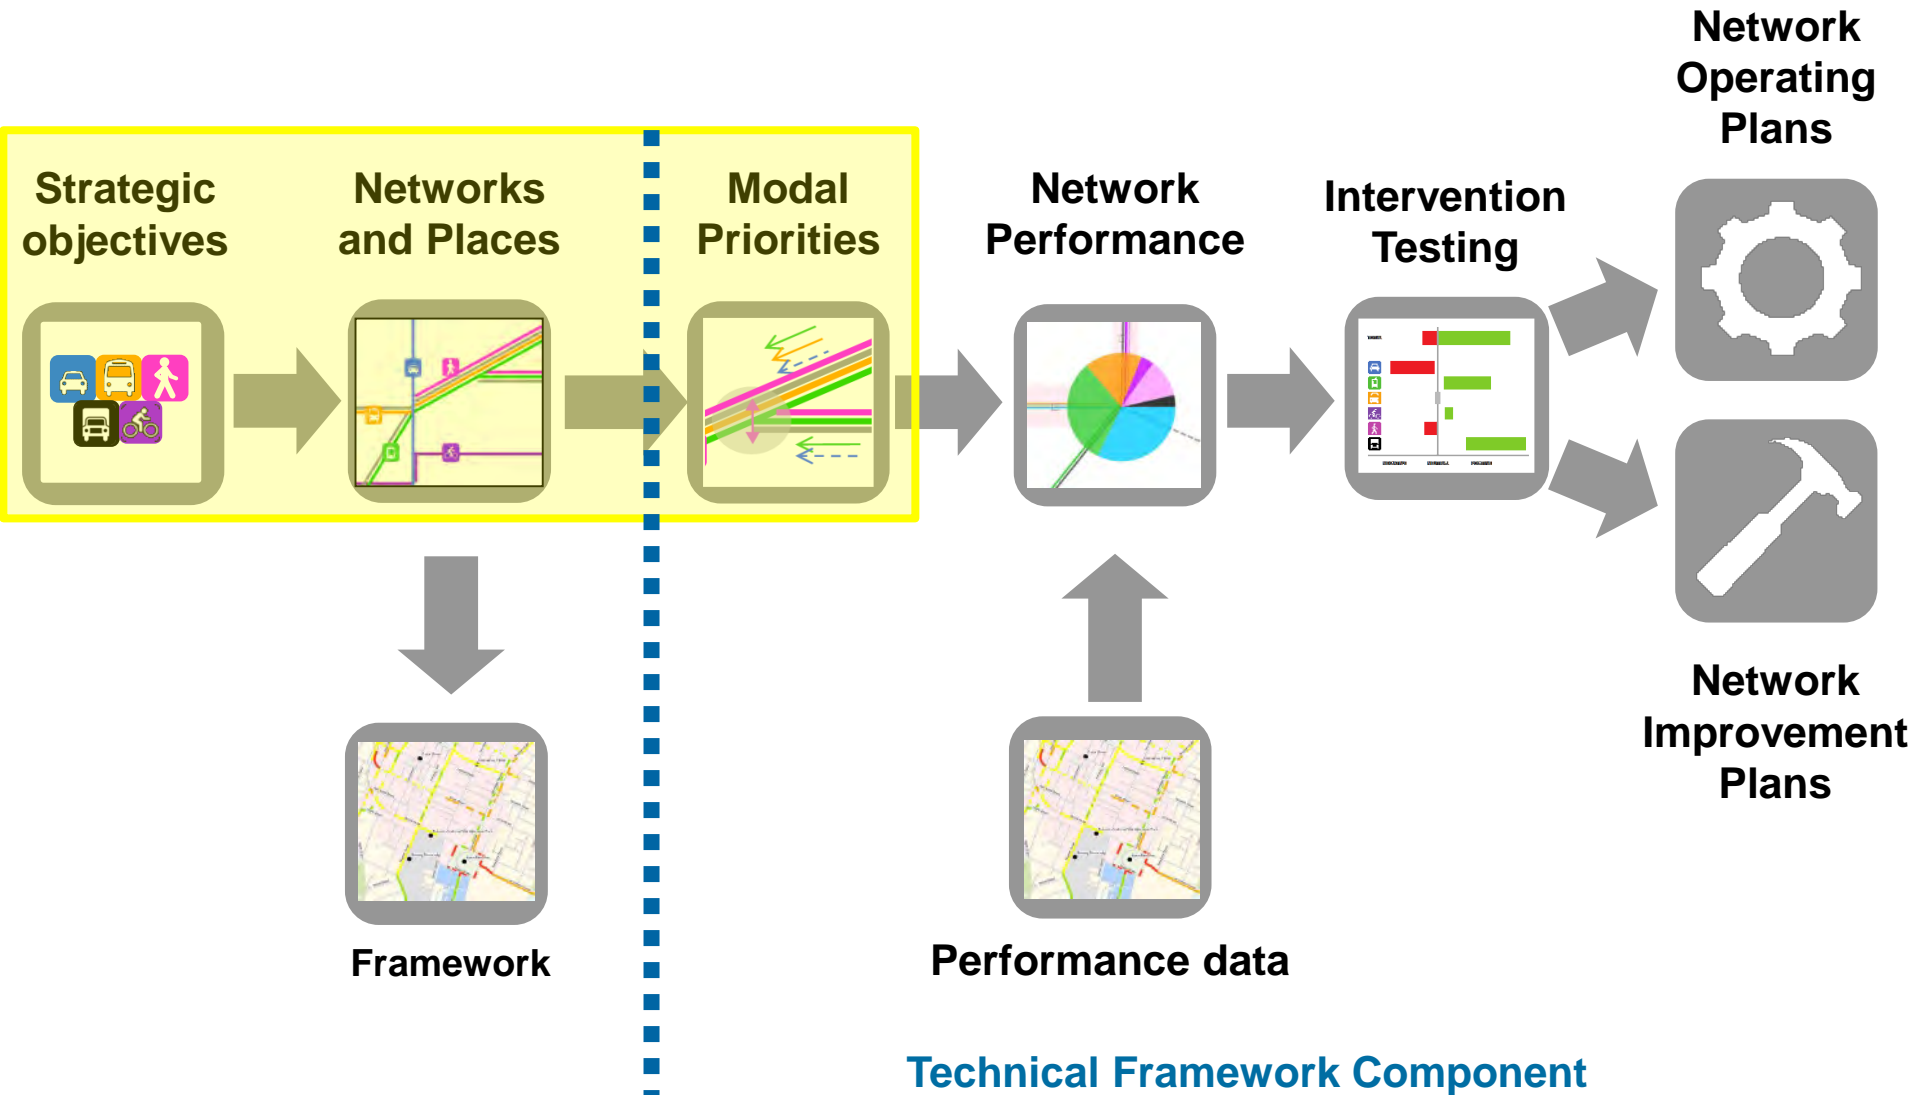 Network
Operating
Plans
Strategic
objectives
Networks
and Places
Modal
Priorities
Network
Performance
Intervention
Testing
Framework
Performance data
Network
Improvement
Plans
Technical Framework Component